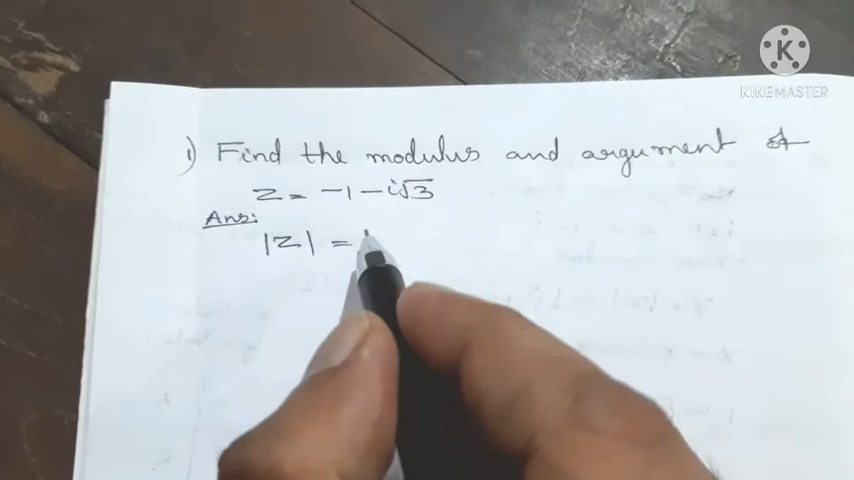 K
KINEMASTER
1) Find the modulus and argument of
z = -1 - i√3
Ans:
|z| =